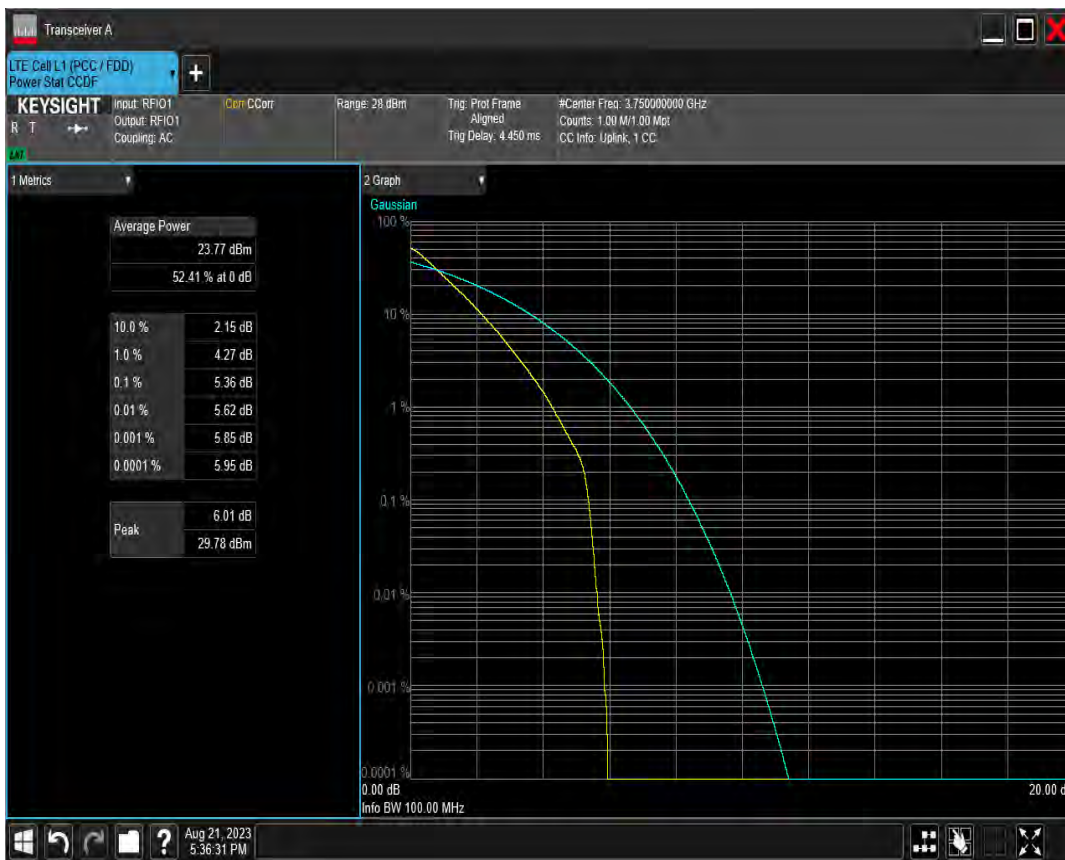 Transceiver A
LTE Cell L1 (PCC / FDD)
Power Stat CCDF
+
KEYSIGHT
R T
LNI
Input: RFIO1
Output: RFIO1
Coupling: AC
Corr CCorr
Range: 28 dBm
Trig: Prot Frame
Aligned
Trig Delay: 4.450 ms
#Center Freq: 3.750000000 GHz
Counts: 1.00 M/1.00 Mpt
CC Info: Uplink, 1 CC
1 Metrics
Average Power
23.77 dBm
52.41 % at 0 dB
10.0 % 2.15 dB
1.0 % 4.27 dB
0.1 % 5.36 dB
0.01 % 5.62 dB
0.001 % 5.85 dB
0.0001 % 5.95 dB
Peak
6.01 dB
29.78 dBm
2 Graph
Gaussian
100 %
10 %
1 %
0.1 %
0.01 %
0.001 %
0.0001 %
0.00 dB
20.00 d
Info BW 100.00 MHz
?
Aug 21, 2023
5:36:31 PM